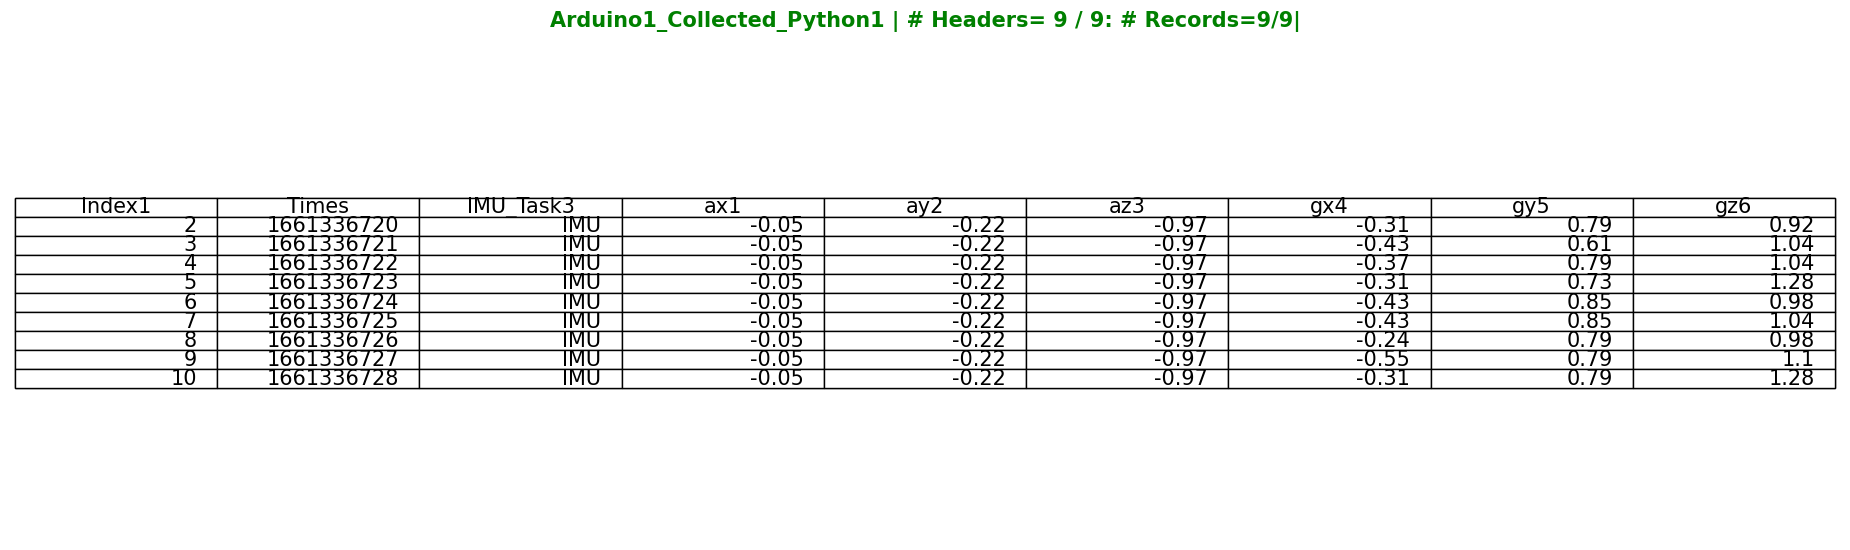 Arduino1_Collected_Python1 | # Headers= 9 / 9: # Records=9/9|
Index1 Times IMU_Task3 ax1 ay2 az3 gx4 gy5 gz6
2 1661336720 IMU -0.05 -0.22 -0.97 -0.31 0.79 0.92
3 1661336721 IMU -0.05 -0.22 -0.97 -0.43 0.61 1.04
4 1661336722 IMU -0.05 -0.22 -0.97 -0.37 0.79 1.04
5 1661336723 IMU -0.05 -0.22 -0.97 -0.31 0.73 1.28
6 1661336724 IMU -0.05 -0.22 -0.97 -0.43 0.85 0.98
7 1661336725 IMU -0.05 -0.22 -0.97 -0.43 0.85 1.04
8 1661336726 IMU -0.05 -0.22 -0.97 -0.24 0.79 0.98
9 1661336727 IMU -0.05 -0.22 -0.97 -0.55 0.79 1.1
10 1661336728 IMU -0.05 -0.22 -0.97 -0.31 0.79 1.28